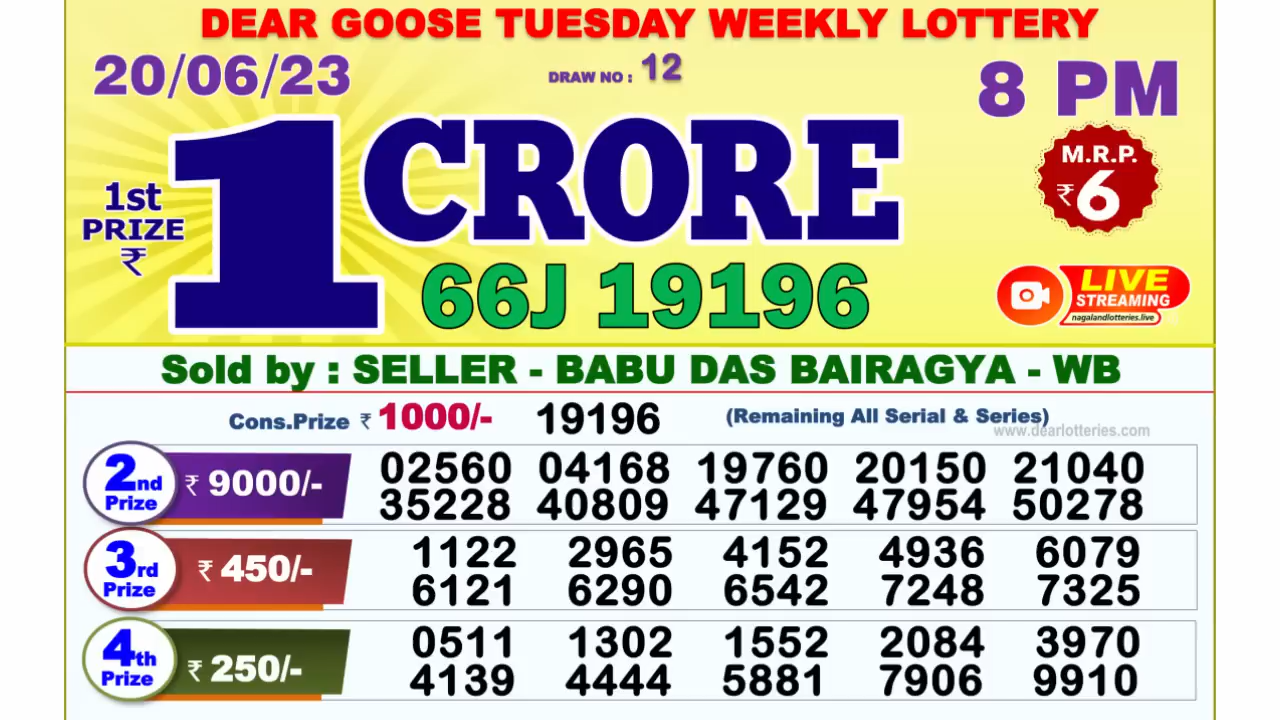 DEAR GOOSE TUESDAY WEEKLY LOTTERY
20/06/23
DRAW NO : 12
8 PM
1st
PRIZE
₹
1 CRORE
M.R.P.
₹ 6
66J 19196
LIVE
STREAMING
nagalandlotteries.live
Sold by : SELLER - BABU DAS BAIRAGYA - WB
Cons.Prize ₹ 1000/- 19196 (Remaining All Serial & Series)
www.dearlotteries.com
2nd
Prize
₹ 9000/-
02560 04168 19760 20150 21040
35228 40809 47129 47954 50278
3rd
Prize
₹ 450/-
1122 2965 4152 4936 6079
6121 6290 6542 7248 7325
4th
Prize
₹ 250/-
0511 1302 1552 2084 3970
4139 4444 5881 7906 9910